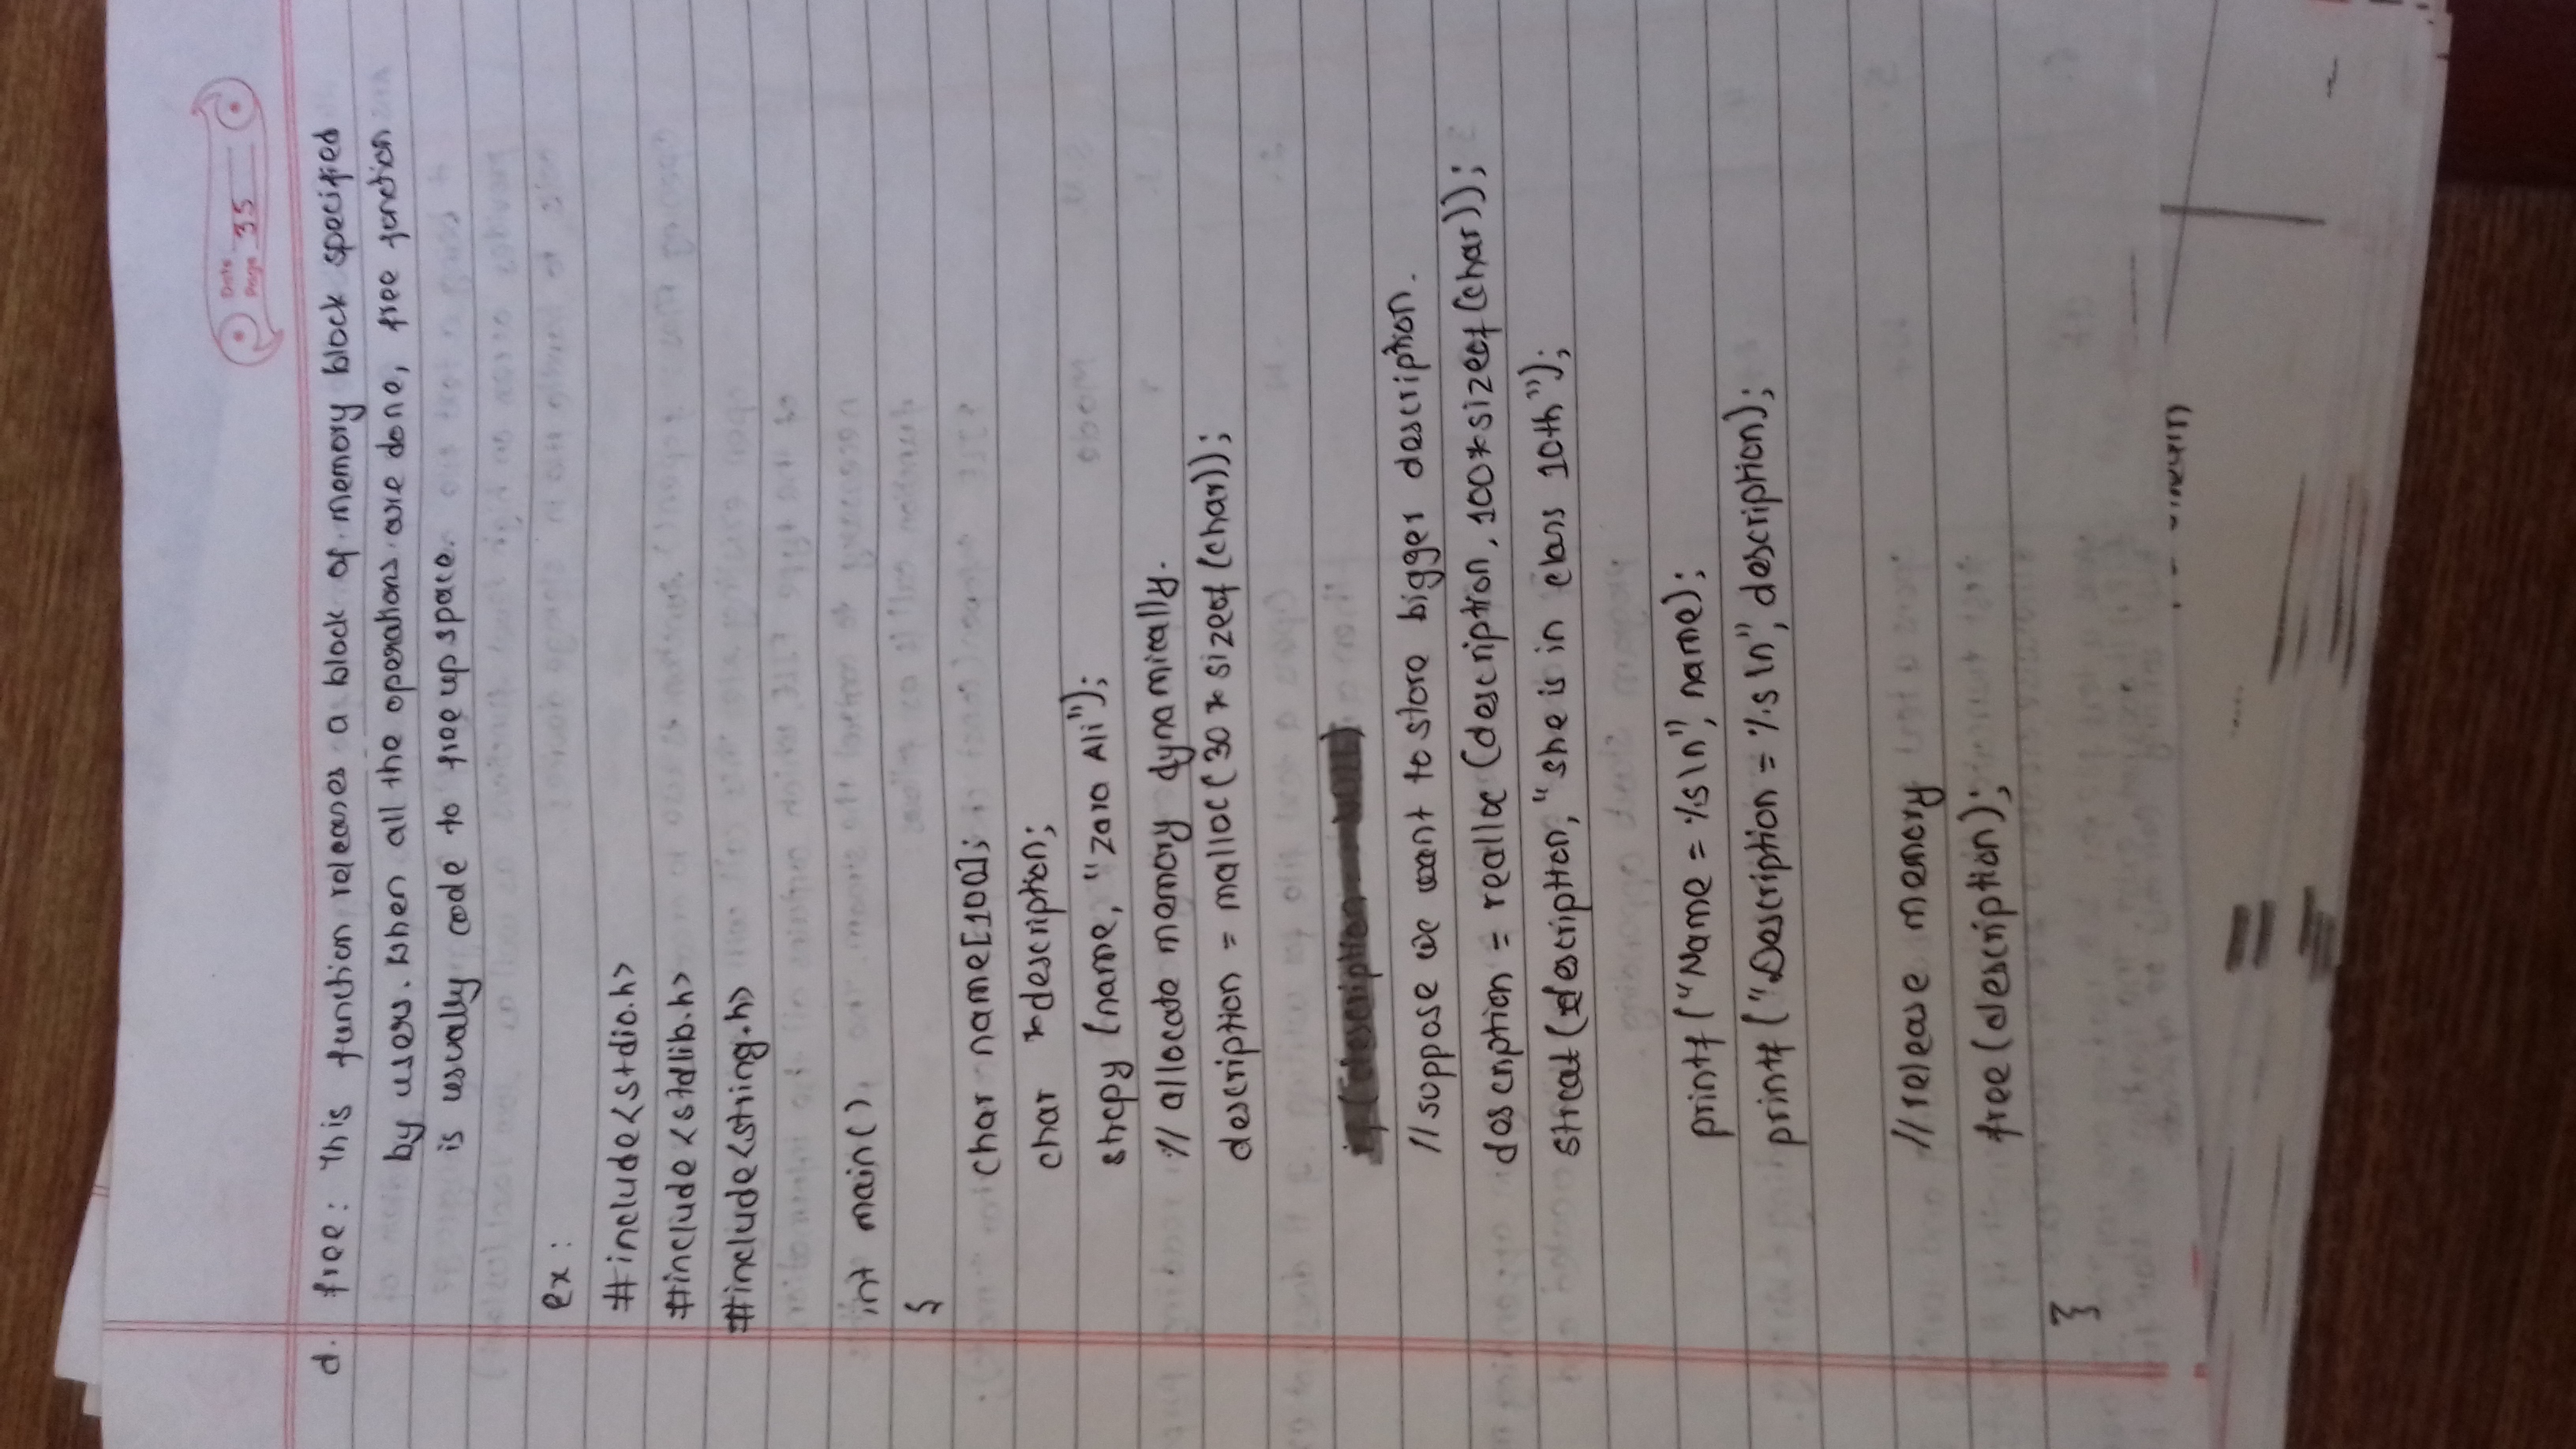 Date
Page 35
d. free: This function releases a block of memory block specified
by users. When all the operations are done, free function
is usually code to free up space.
ex:
#include<stdio.h>
#include<stdlib.h>
#include<string.h>
int main()
{
char name[100];
char *description;
strcpy (name, "Zara Ali");
// allocate memory dynamically.
description = malloc(30 * sizeof (char));
//suppose we want to store bigger description.
description = realloc (description, 100*sizeof(char));
strcat (description, "she is in class 10th");
printf ("Name = %s\n", name);
printf ("Description = %s\n", description);
//release memory
free (description);
}